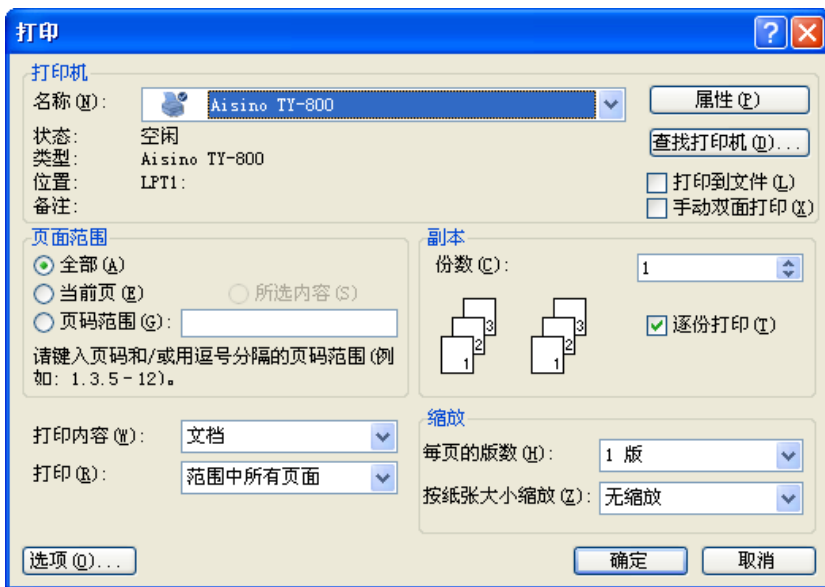 打印
打印机
名称(N): Aisino TY-800 属性(P)
状态: 空闲
类型: Aisino TY-800 查找打印机(D)...
位置: LPT1: 打印到文件(L)
备注: 手动双面打印(X)
页面范围
全部(A)
当前页(E) 所选内容(S)
页码范围(G):
请键入页码和/或用逗号分隔的页码范围(例
如: 1.3.5-12)。
副本
份数(C): 1
3 3
2 2
1 1
逐份打印(T)
打印内容(W): 文档
打印(R): 范围中所有页面
缩放
每页的版数(H): 1 版
按纸张大小缩放(Z): 无缩放
选项(O)... 确定 取消